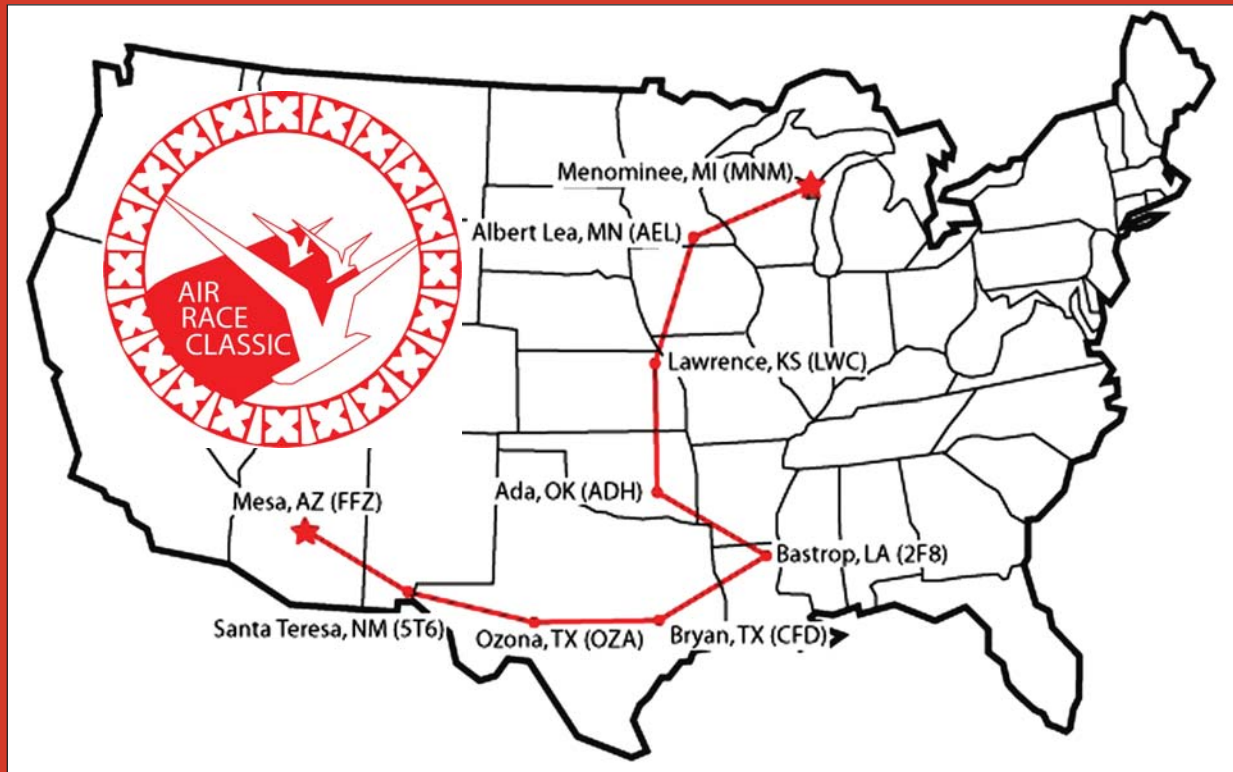 Menominee, MI (MNM)
Albert Lea, MN (AEL)
AIR
RACE
CLASSIC
Lawrence, KS (LWC)
Mesa, AZ (FFZ)
Ada, OK (ADH)
Bastrop, LA (2F8)
Santa Teresa, NM (5T6)
Ozona, TX (OZA)
Bryan, TX (CFD)